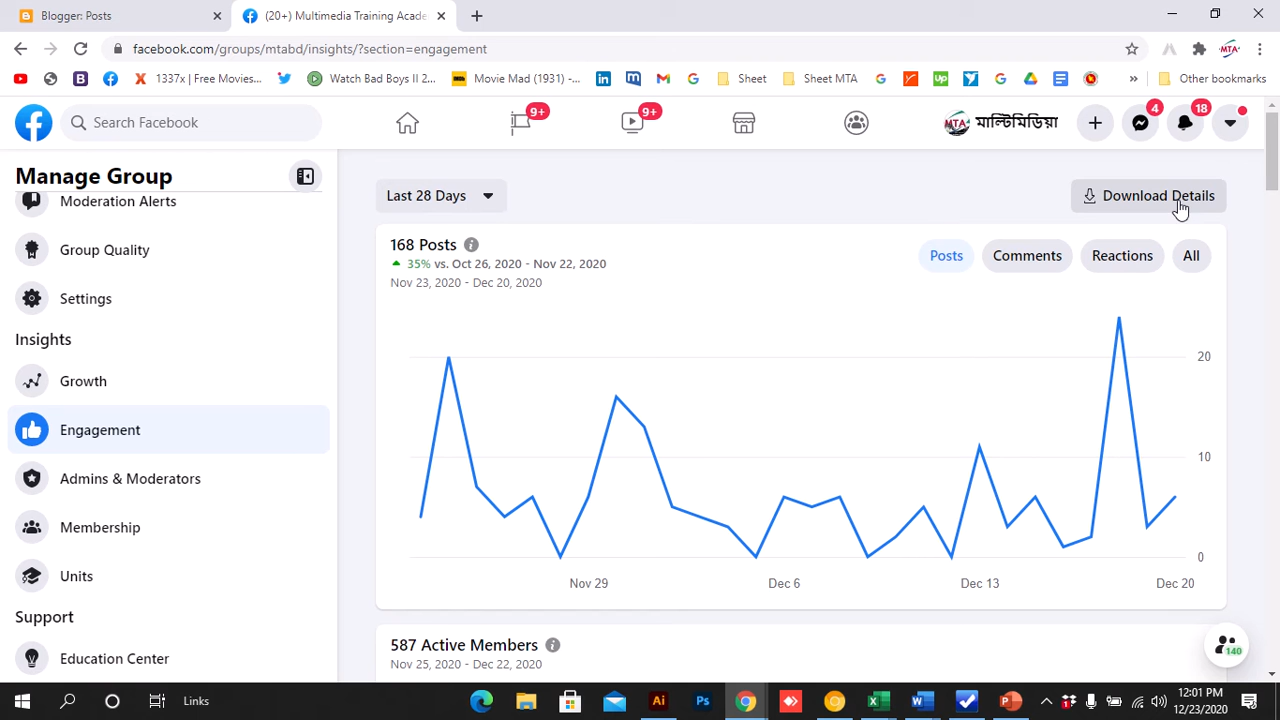 Blogger: Posts
(20+) Multimedia Training Acade
facebook.com/groups/mtabd/insights/?section=engagement
1337x | Free Movies...
Watch Bad Boys II 2...
Movie Mad (1931) -...
Sheet
Sheet MTA
Other bookmarks
Search Facebook
9+
9+
MTA
মাল্টিমিডিয়া
4
18
Manage Group
Moderation Alerts
Group Quality
Settings
Insights
Growth
Engagement
Admins & Moderators
Membership
Units
Support
Education Center
Last 28 Days
Download Details
168 Posts
35% vs. Oct 26, 2020 - Nov 22, 2020
Nov 23, 2020 - Dec 20, 2020
Posts
Comments
Reactions
All
20
10
0
Nov 29
Dec 6
Dec 13
Dec 20
587 Active Members
Nov 25, 2020 - Dec 22, 2020
140
Links
Ai
Ps
12:01 PM
12/23/2020